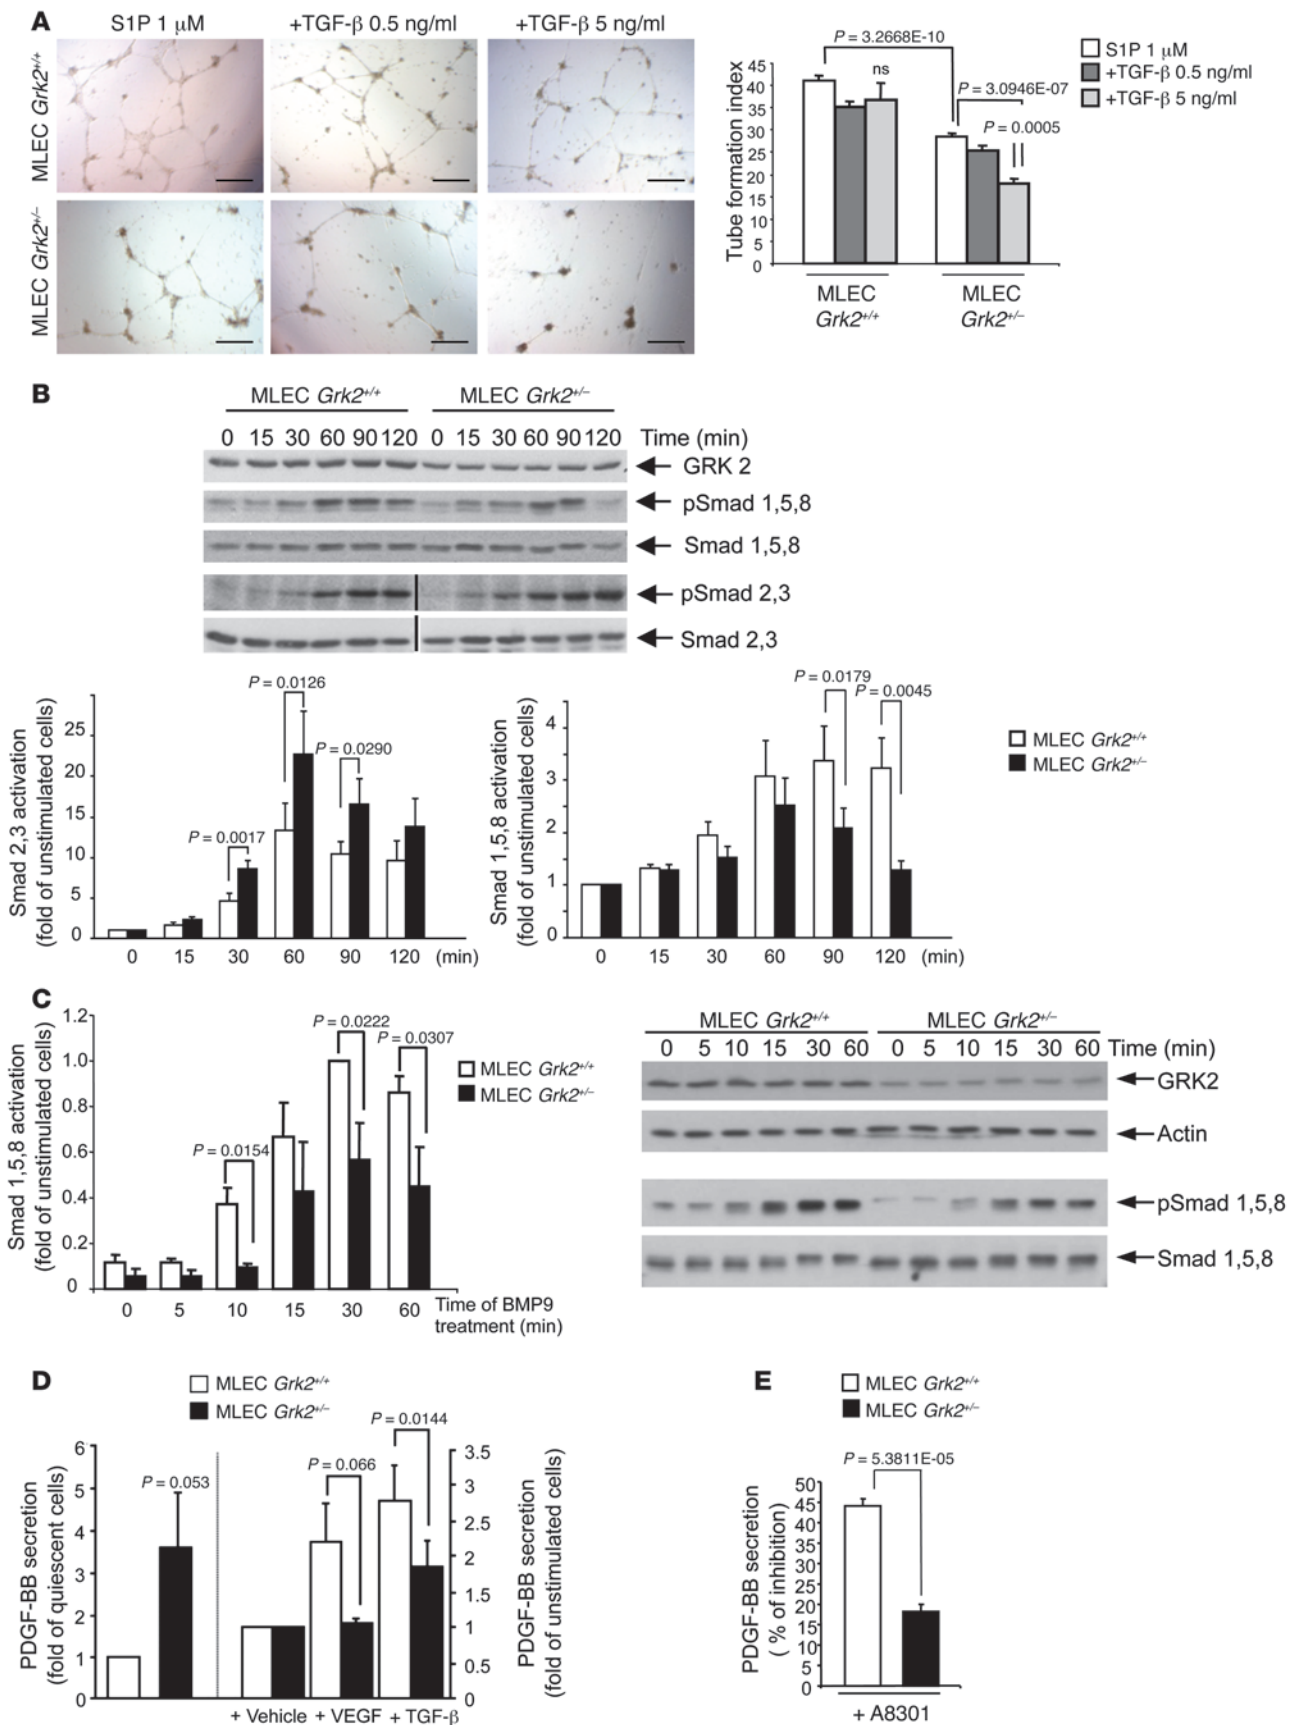 A
S1P 1 μM
+TGF-β 0.5 ng/ml
+TGF-β 5 ng/ml
MLEC Grk2+/+
MLEC Grk2+/–
P = 3.2668E-10
S1P 1 μM
+TGF-β 0.5 ng/ml
+TGF-β 5 ng/ml
ns
P = 3.0946E-07
P = 0.0005
Tube formation index
45
40
35
30
25
20
15
10
5
0
MLEC Grk2+/+
MLEC Grk2+/–
B
MLEC Grk2+/+ MLEC Grk2+/–
0 15 30 60 90 120 0 15 30 60 90 120 Time (min)
GRK 2
pSmad 1,5,8
Smad 1,5,8
pSmad 2,3
Smad 2,3
Smad 2,3 activation
(fold of unstimulated cells)
25
20
15
10
5
0
P = 0.0017
P = 0.0126
P = 0.0290
0 15 30 60 90 120 (min)
Smad 1,5,8 activation
(fold of unstimulated cells)
4
3
2
1
0
P = 0.0179
P = 0.0045
0 15 30 60 90 120 (min)
MLEC Grk2+/+
MLEC Grk2+/–
C
Smad 1,5,8 activation
(fold of unstimulated cells)
1.2
1.0
0.8
0.6
0.4
0.2
0
P = 0.0154
P = 0.0222
P = 0.0307
MLEC Grk2+/+
MLEC Grk2+/–
0 5 10 15 30 60 Time of BMP9
treatment (min)
MLEC Grk2+/+ MLEC Grk2+/–
0 5 10 15 30 60 0 5 10 15 30 60 Time (min)
GRK2
Actin
pSmad 1,5,8
Smad 1,5,8
D
MLEC Grk2+/+
MLEC Grk2+/–
PDGF-BB secretion
(fold of quiescent cells)
6
5
4
3
2
1
0
P = 0.053
P = 0.066
P = 0.0144
3.5
3
2.5
2
1.5
1
0.5
0
PDGF-BB secretion
(fold of unstimulated cells)
+ Vehicle + VEGF + TGF-β
E
MLEC Grk2+/+
MLEC Grk2+/–
P = 5.3811E-05
PDGF-BB secretion
( % of inhibition)
50
45
40
35
30
25
20
15
10
5
0
+ A8301